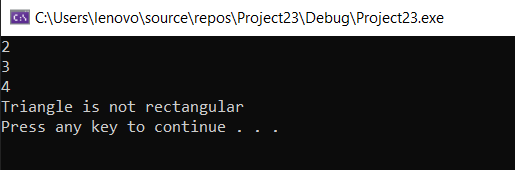 C:\Users\lenovo\source\repos\Project23\Debug\Project23.exe
2
3
4
Triangle is not rectangular
Press any key to continue . . .